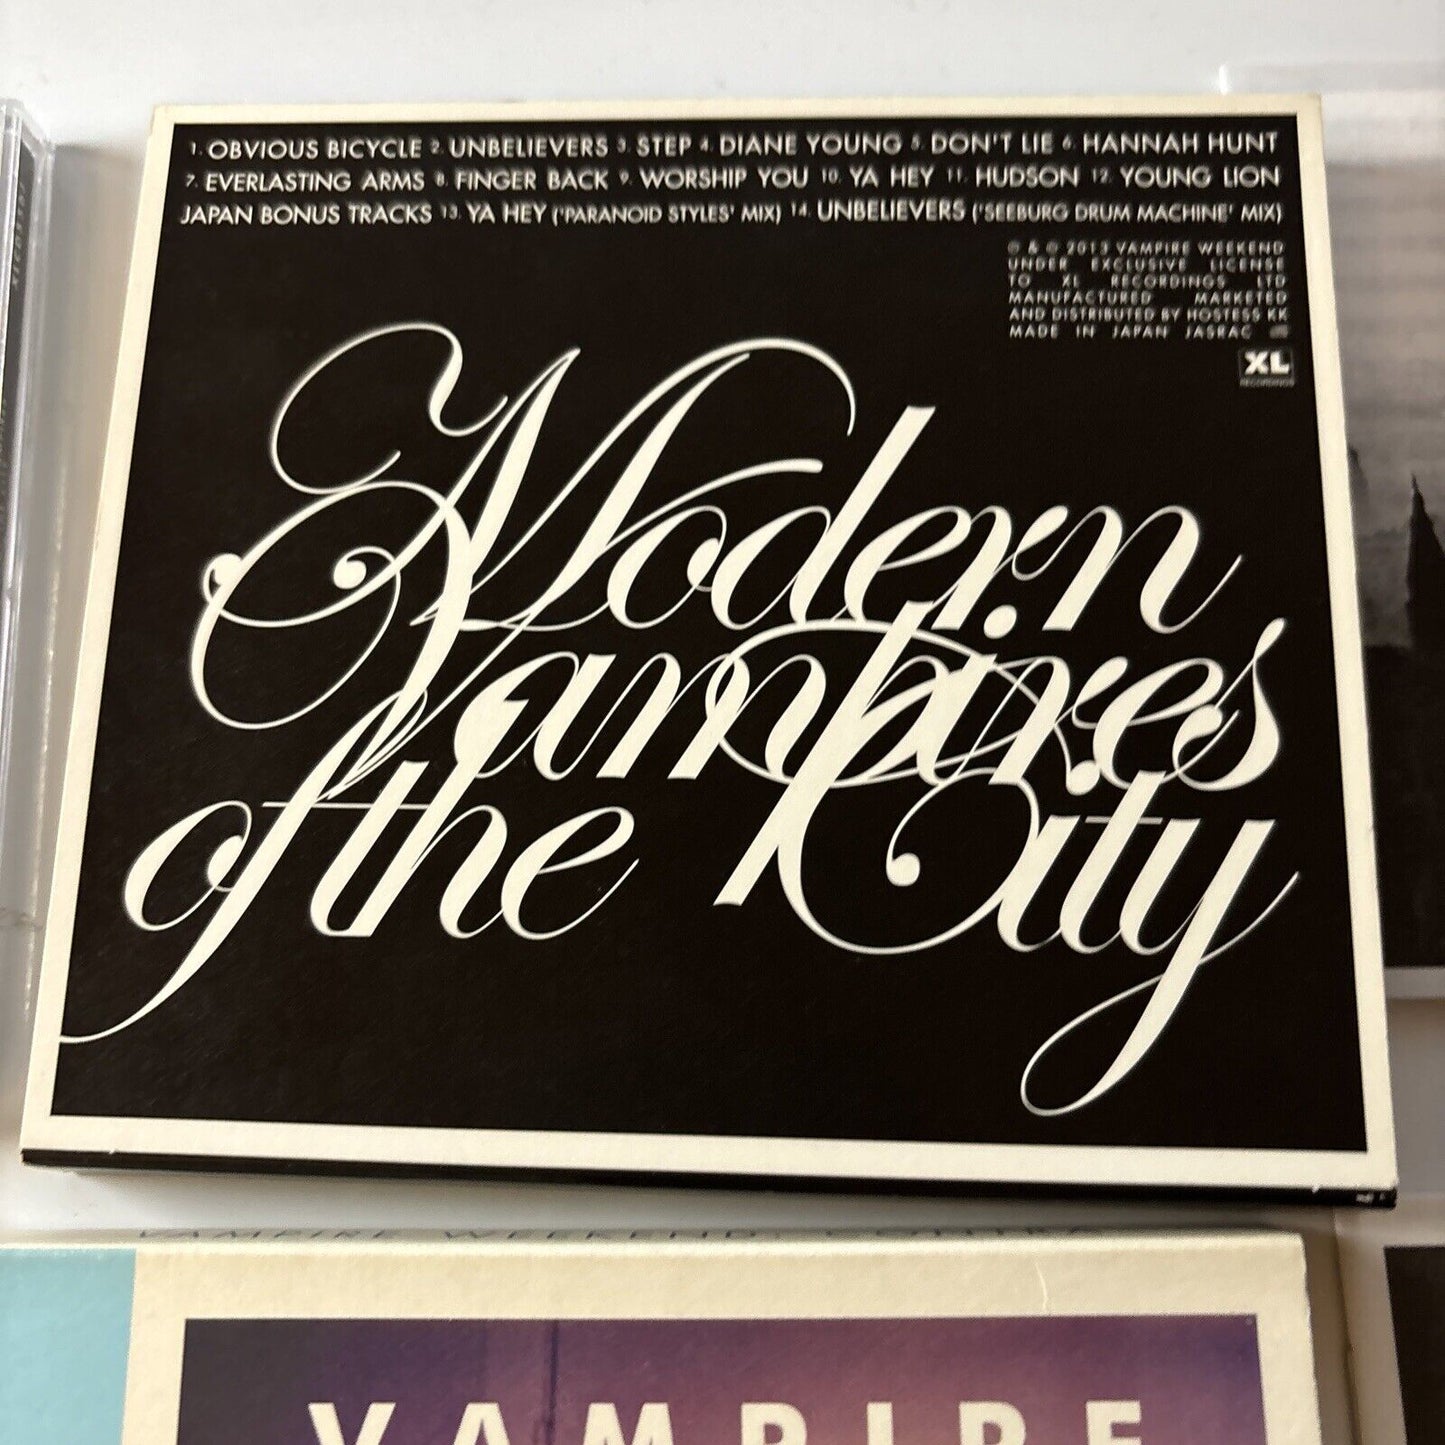 1. OBVIOUS BICYCLE 2. UNBELIEVERS 3. STEP 4. DIANE YOUNG 5. DON'T LIE 6. HANNAH HUNT
7. EVERLASTING ARMS 8. FINGER BACK 9. WORSHIP YOU 10. YA HEY 11. HUDSON 12. YOUNG LION
JAPAN BONUS TRACKS 13. YA HEY ('PARANOID STYLES' MIX) 14. UNBELIEVERS ('SEEBURG DRUM MACHINE' MIX)
℗ & © 2013 VAMPIRE WEEKEND
UNDER EXCLUSIVE LICENSE
TO XL RECORDINGS LTD
MANUFACTURED MARKETED
AND DISTRIBUTED BY HOSTESS KK
MADE IN JAPAN JASRAC
XL
RECORDINGS
Modern
Vampires
of the City
VAMPIRE WEEKEND, CONTRA
VAMPIRE